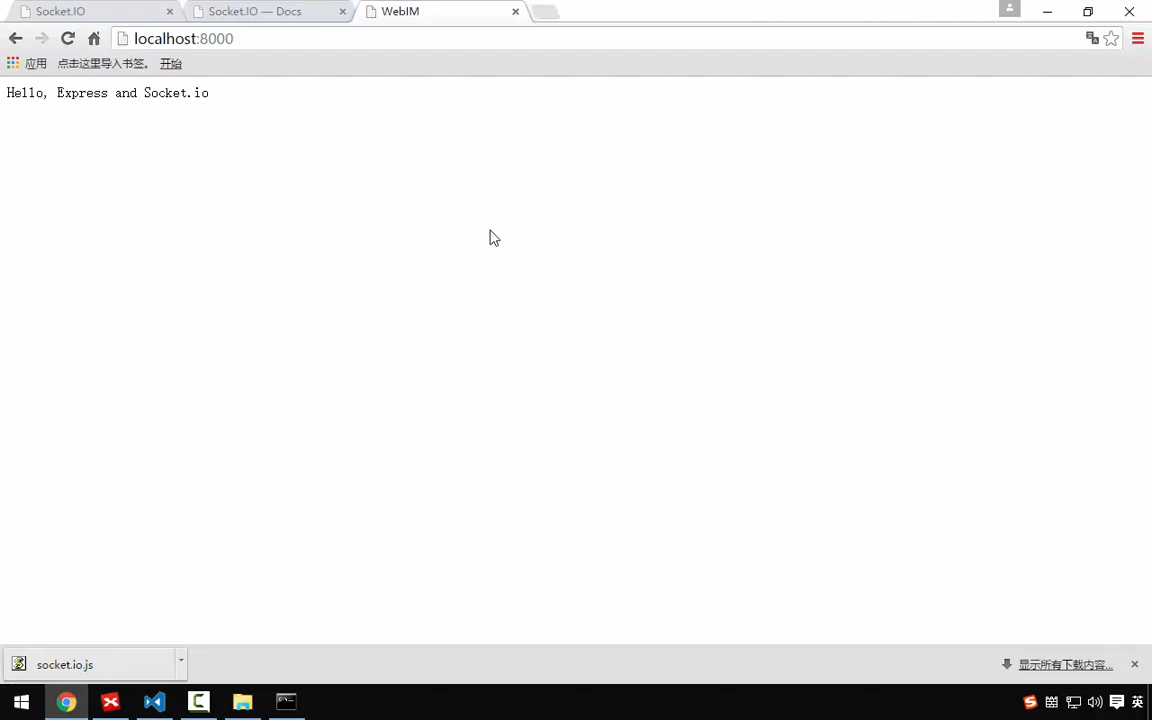 Socket.IO
Socket.IO — Docs
WebIM
localhost:8000
应用
点击这里导入书签。
开始
Hello, Express and Socket.io
socket.io.js
显示所有下载内容...
英